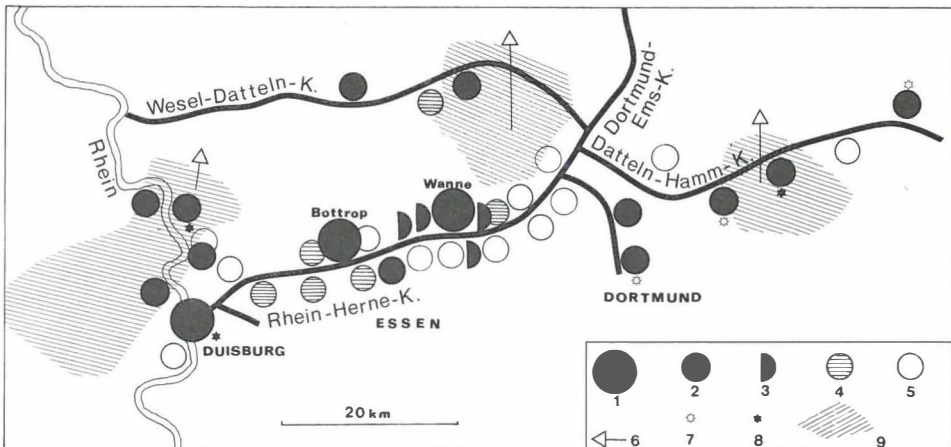 Wesel-Datteln-K.
Dortmund-
Ems-K.
Datteln-Hamm-K.
Rhein
Wanne
Bottrop
Rhein-Herne-K.
ESSEN
DORTMUND
DUISBURG
20 km
1 2 3 4 5
6 7 8 9